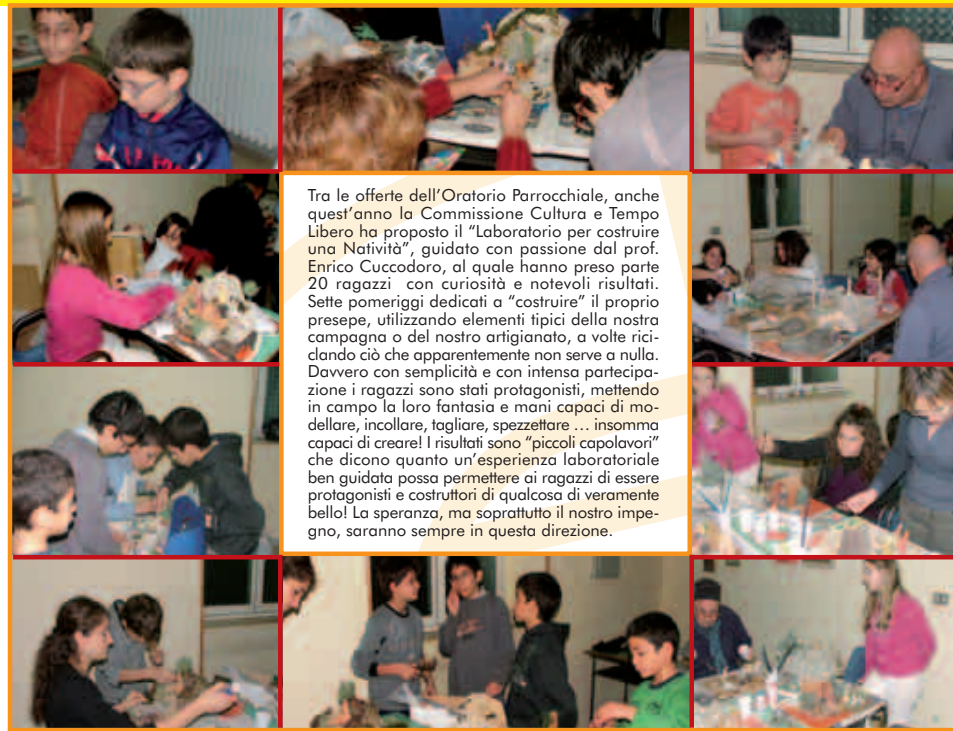 Tra le offerte dell'Oratorio Parrocchiale, anche
quest'anno la Commissione Cultura e Tempo
Libero ha proposto il "Laboratorio per costruire
una Natività", guidato con passione dal prof.
Enrico Cuccodoro, al quale hanno preso parte
20 ragazzi con curiosità e notevoli risultati.
Sette pomeriggi dedicati a "costruire" il proprio
presepe, utilizzando elementi tipici della nostra
campagna o del nostro artigianato, a volte rici-
clando ciò che apparentemente non serve a nulla.
Davvero con semplicità e con intensa partecipa-
zione i ragazzi sono stati protagonisti, mettendo
in campo la loro fantasia e mani capaci di mo-
dellare, incollare, tagliare, spezzettare … insomma
capaci di creare! I risultati sono "piccoli capolavori"
che dicono quanto un'esperienza laboratoriale
ben guidata possa permettere ai ragazzi di essere
protagonisti e costruttori di qualcosa di veramente
bello! La speranza, ma soprattutto il nostro impe-
gno, saranno sempre in questa direzione.